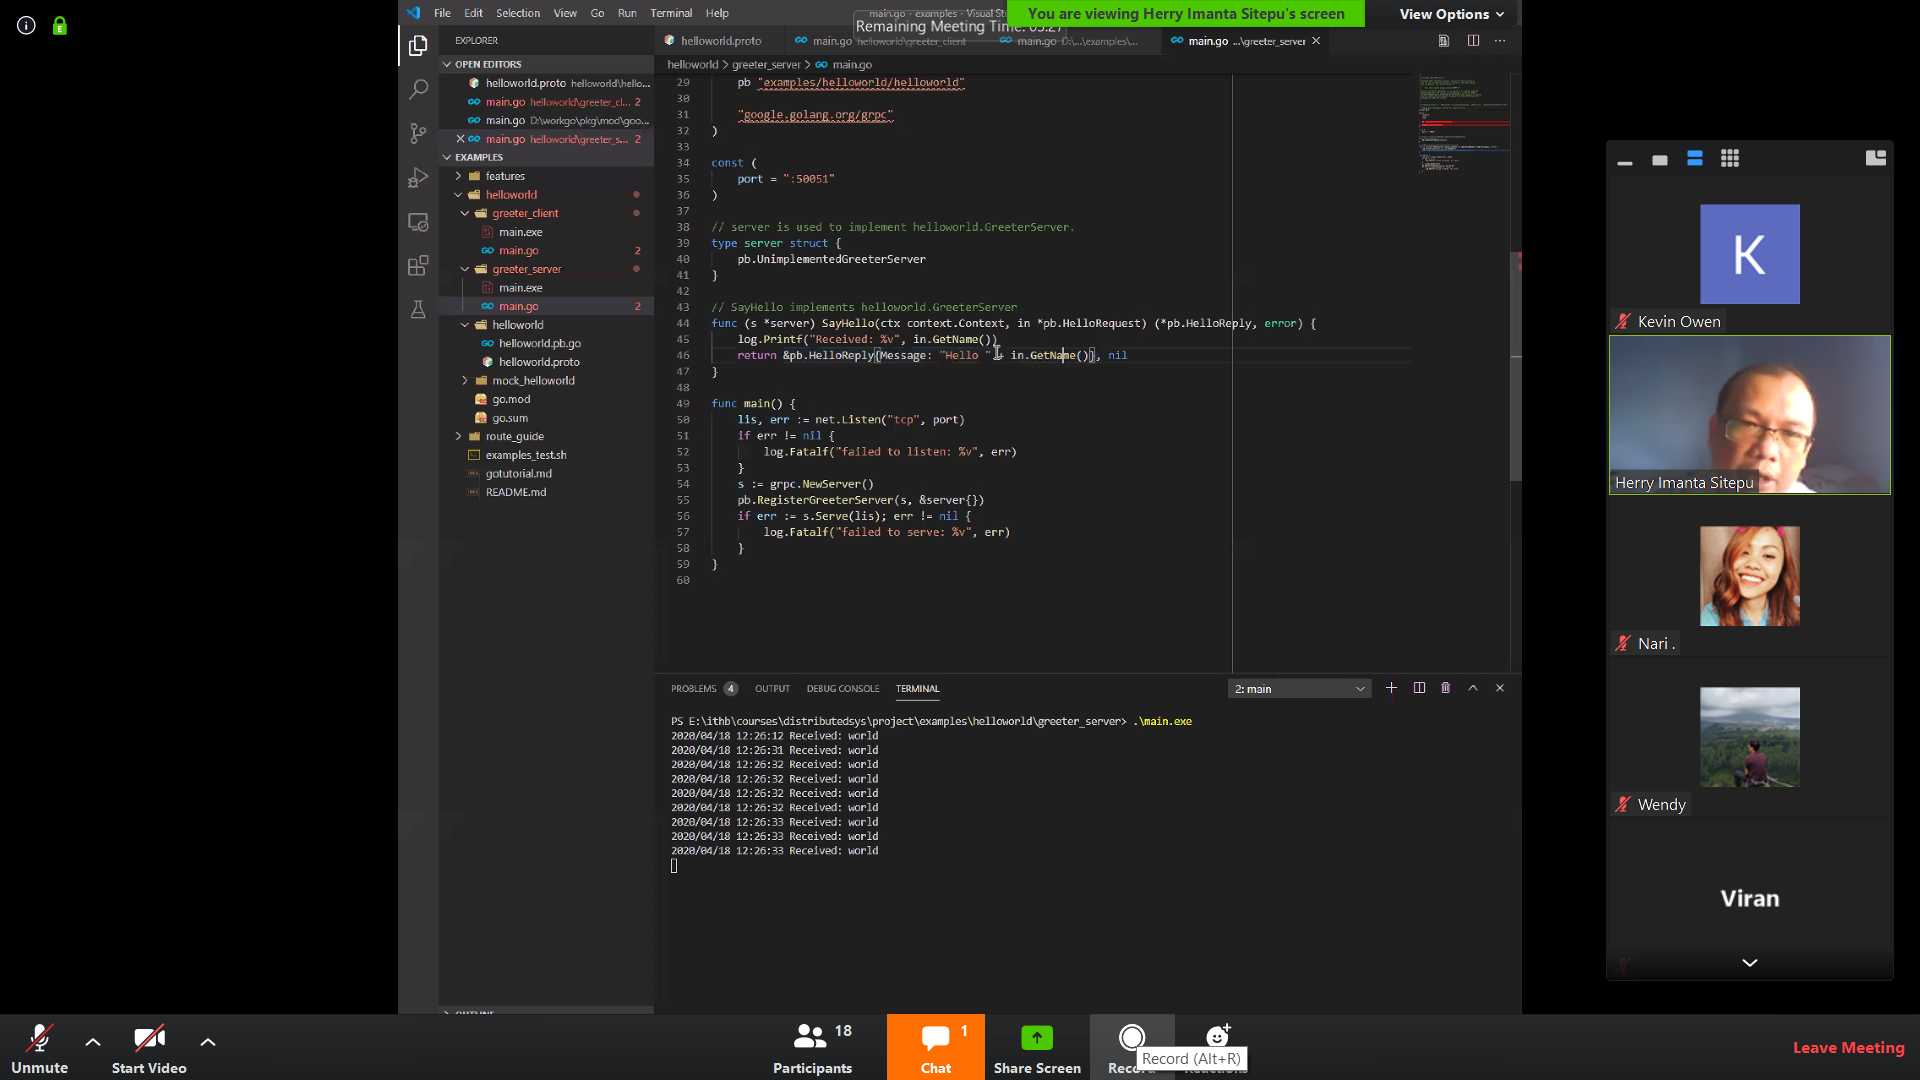 File Edit Selection View Go Run Terminal Help
main.go - examples - Visual St
You are viewing Herry Imanta Sitepu's screen
View Options
Remaining Meeting Time: 05:27
EXPLORER
helloworld.proto
main.go helloworld\greeter_client
main.go D:\...\examples\...
main.go ...\greeter_server
OPEN EDITORS
helloworld.proto helloworld\hello...
main.go helloworld\greeter_cl... 2
main.go D:\workgo\pkg\mod\goo...
main.go helloworld\greeter_s... 2
EXAMPLES
features
helloworld
greeter_client
main.exe
main.go 2
greeter_server
main.exe
main.go 2
helloworld
helloworld.pb.go
helloworld.proto
mock_helloworld
go.mod
go.sum
route_guide
examples_test.sh
gotutorial.md
README.md
helloworld > greeter_server > main.go
29 pb "examples/helloworld/helloworld"
30
31 "google.golang.org/grpc"
32 )
33
34 const (
35 port = ":50051"
36 )
37
38 // server is used to implement helloworld.GreeterServer.
39 type server struct {
40 pb.UnimplementedGreeterServer
41 }
42
43 // SayHello implements helloworld.GreeterServer
44 func (s *server) SayHello(ctx context.Context, in *pb.HelloRequest) (*pb.HelloReply, error) {
45 log.Printf("Received: %v", in.GetName())
46 return &pb.HelloReply{Message: "Hello " + in.GetName()}, nil
47 }
48
49 func main() {
50 lis, err := net.Listen("tcp", port)
51 if err != nil {
52 log.Fatalf("failed to listen: %v", err)
53 }
54 s := grpc.NewServer()
55 pb.RegisterGreeterServer(s, &server{})
56 if err := s.Serve(lis); err != nil {
57 log.Fatalf("failed to serve: %v", err)
58 }
59 }
60
PROBLEMS 4 OUTPUT DEBUG CONSOLE TERMINAL
2: main
PS E:\ithb\courses\distributedsys\project\examples\helloworld\greeter_server> .\main.exe
2020/04/18 12:26:12 Received: world
2020/04/18 12:26:31 Received: world
2020/04/18 12:26:32 Received: world
2020/04/18 12:26:32 Received: world
2020/04/18 12:26:32 Received: world
2020/04/18 12:26:32 Received: world
2020/04/18 12:26:33 Received: world
2020/04/18 12:26:33 Received: world
2020/04/18 12:26:33 Received: world
K
Kevin Owen
Herry Imanta Sitepu
Nari .
Wendy
Viran
Unmute
Start Video
18
Participants
1
Chat
Share Screen
Record
Record (Alt+R)
Leave Meeting